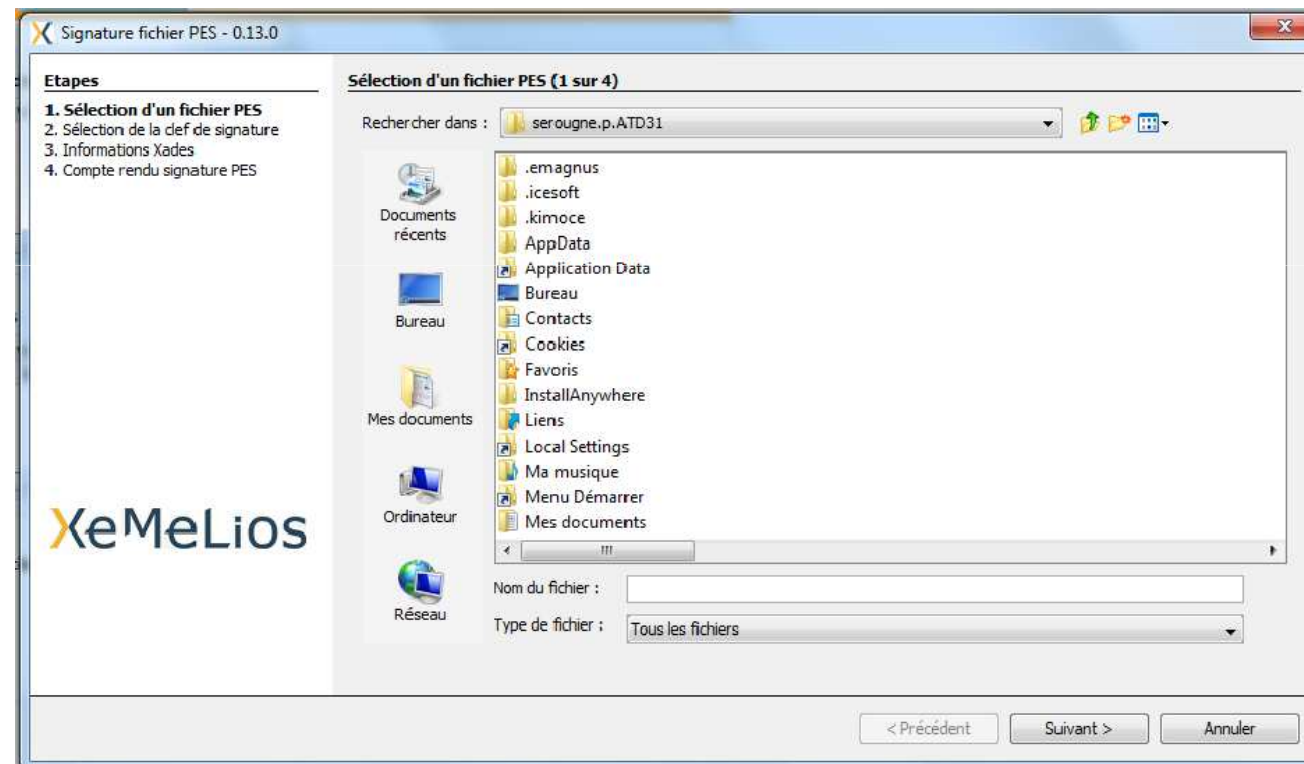 Signature fichier PES - 0.13.0
Etapes
1. Sélection d'un fichier PES
2. Sélection de la clef de signature
3. Informations Xades
4. Compte rendu signature PES
XeMeLios
Sélection d'un fichier PES (1 sur 4)
Rechercher dans : serougne.p.ATD31
Documents
récents
Bureau
Mes documents
Ordinateur
Réseau
.emagnus
.icesoft
.kimoce
AppData
Application Data
Bureau
Contacts
Cookies
Favoris
InstallAnywhere
Liens
Local Settings
Ma musique
Menu Démarrer
Mes documents
Nom du fichier :
Type de fichier : Tous les fichiers
< Précédent Suivant > Annuler